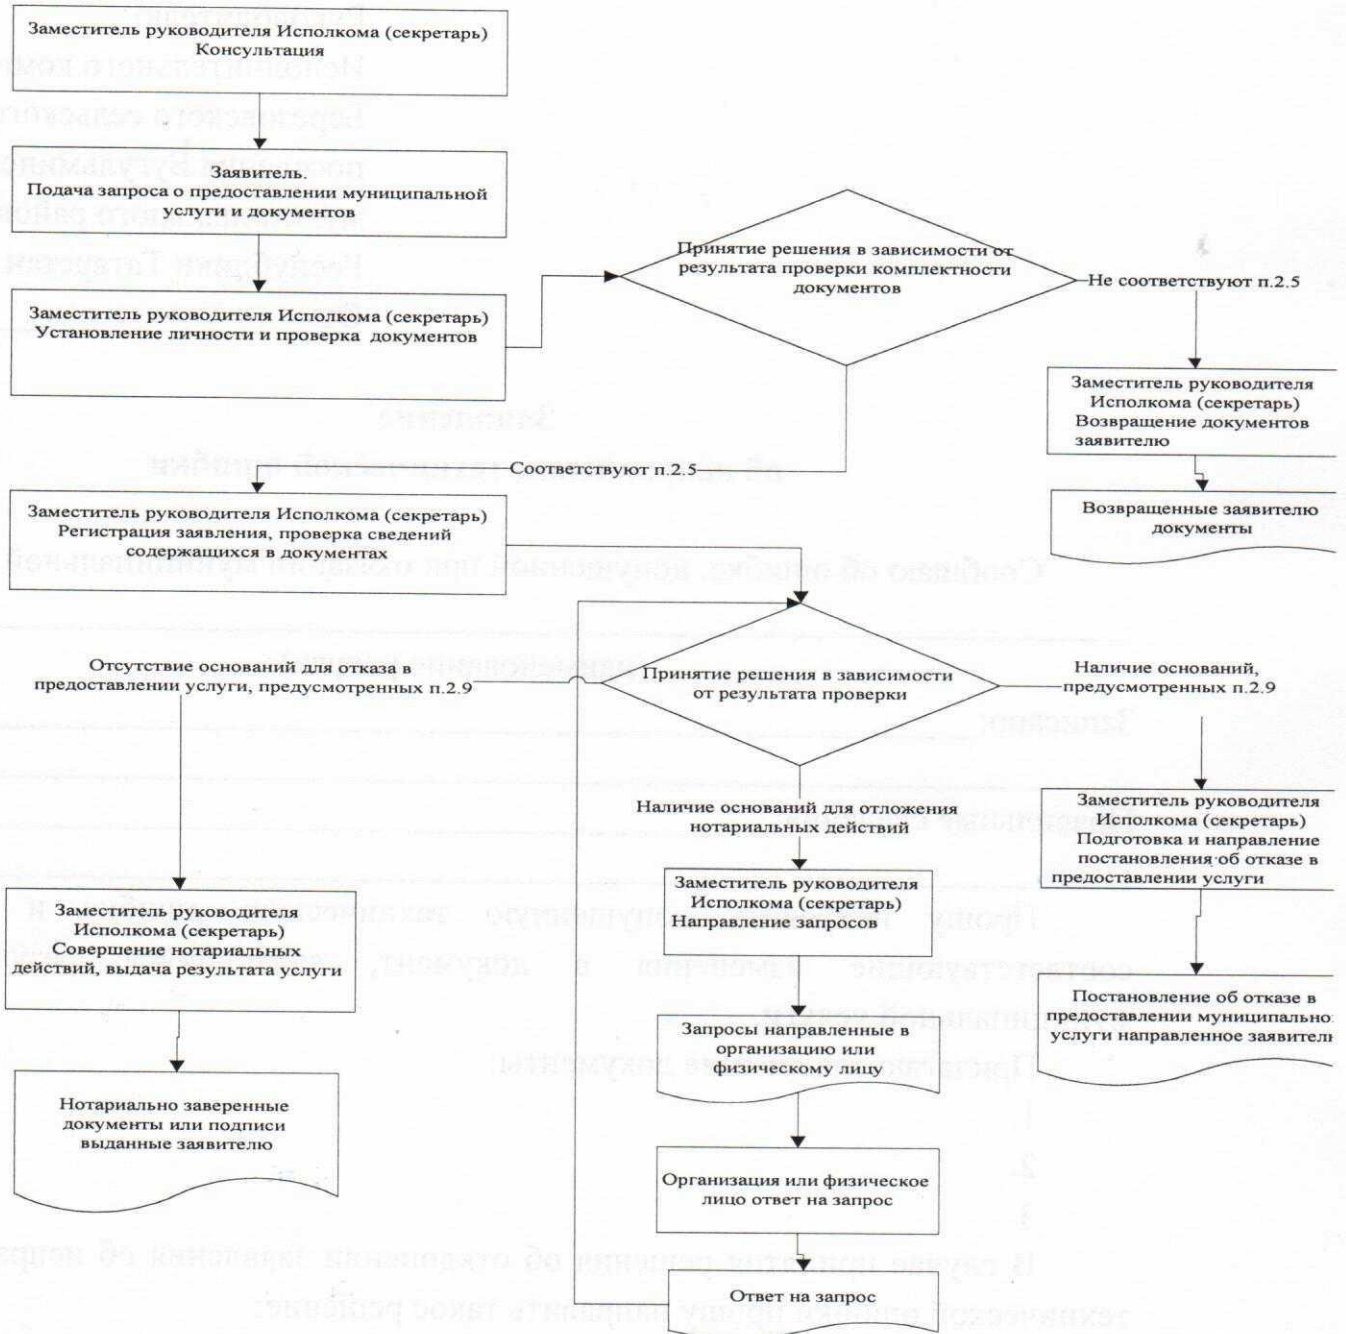 Заместитель руководителя Исполкома (секретарь)
Консультация
Заявитель.
Подача запроса о предоставлении муниципальной
услуги и документов
Заместитель руководителя Исполкома (секретарь)
Установление личности и проверка документов
Принятие решения в зависимости от
результата проверки комплектности
документов
Не соответствуют п.2.5
Заместитель руководителя
Исполкома (секретарь)
Возвращение документов
заявителю
Возвращенные заявителю
документы
Соответствуют п.2.5
Заместитель руководителя Исполкома (секретарь)
Регистрация заявления, проверка сведений
содержащихся в документах
Принятие решения в зависимости
от результата проверки
Отсутствие оснований для отказа в
предоставлении услуги, предусмотренных п.2.9
Наличие оснований,
предусмотренных п.2.9
Наличие оснований для отложения
нотариальных действий
Заместитель руководителя
Исполкома (секретарь)
Подготовка и направление
постановления об отказе в
предоставлении услуги
Заместитель руководителя
Исполкома (секретарь)
Направление запросов
Заместитель руководителя
Исполкома (секретарь)
Совершение нотариальных
действий, выдача результата услуги
Постановление об отказе в
предоставлении муниципально
услуги направленное заявител
Запросы направленные в
организацию или
физическому лицу
Нотариально заверенные
документы или подписи
выданные заявителю
Организация или физическое
лицо ответ на запрос
Ответ на запрос